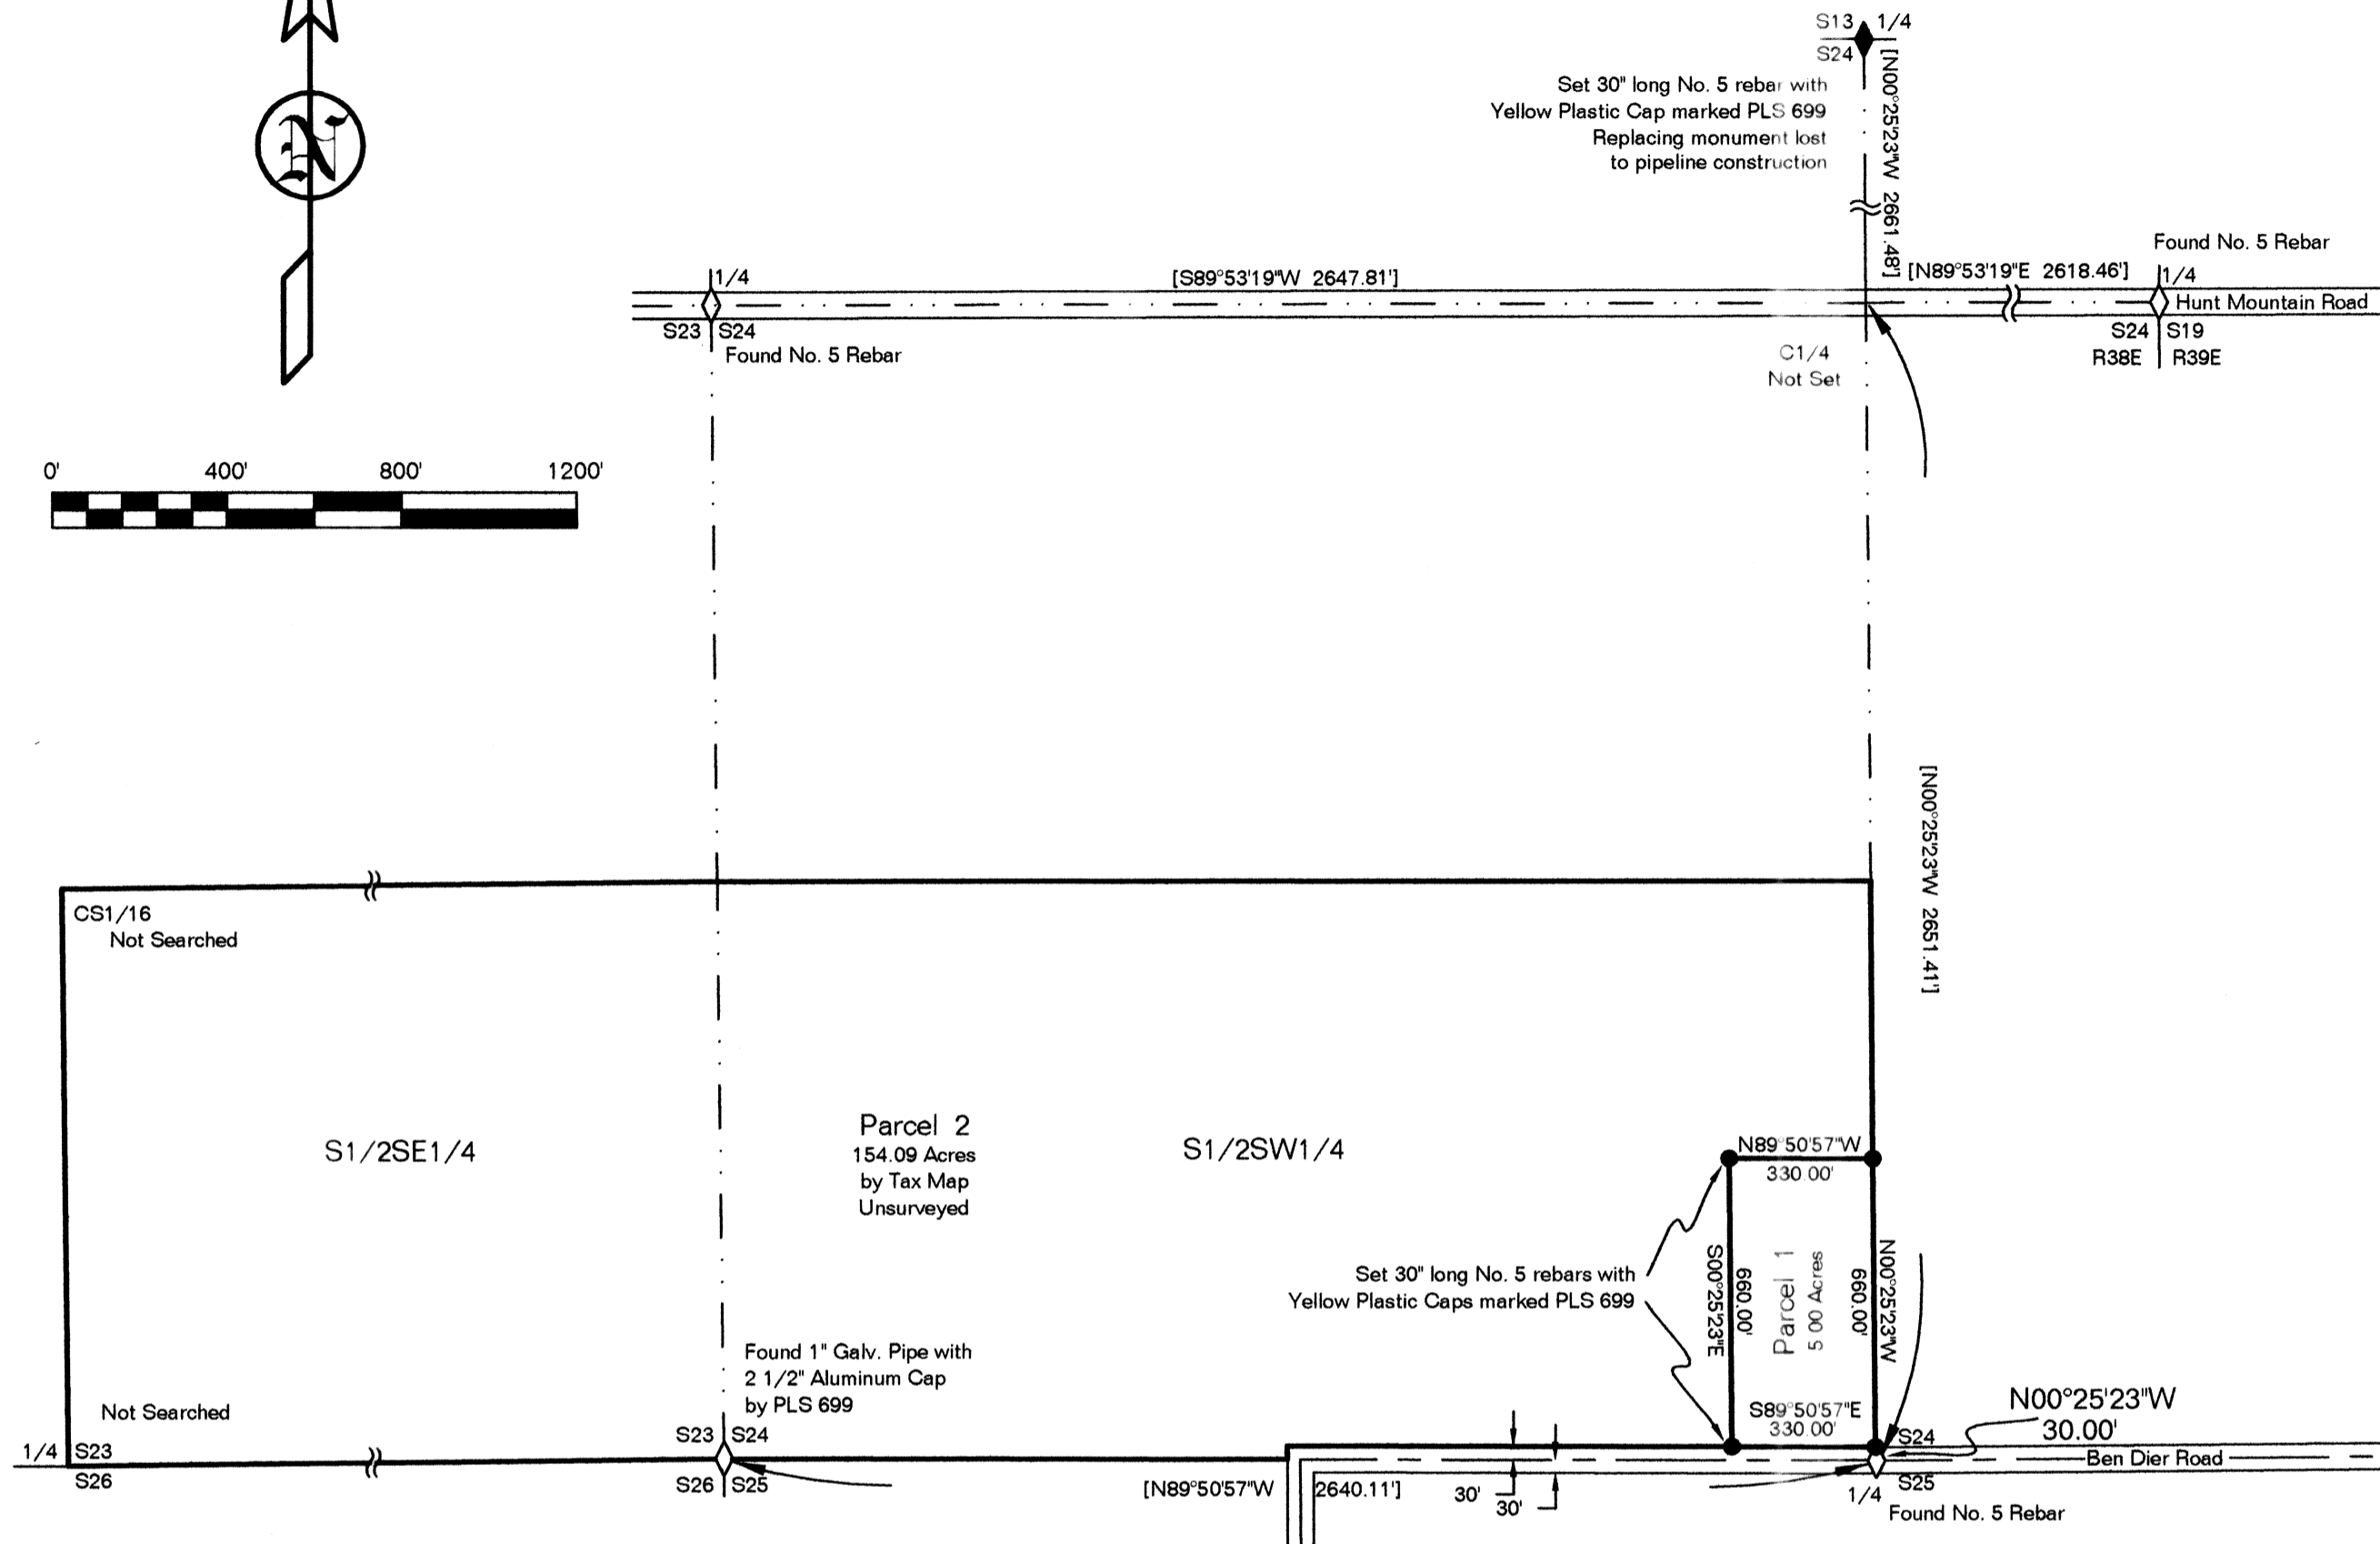 S13 1/4
S24
[N00°25'23"W 2661.48']
Set 30" long No. 5 rebar with
Yellow Plastic Cap marked PLS 699
Replacing monument lost
to pipeline construction
N
Found No. 5 Rebar
1/4
[S89°53'19"W 2647.81']
[N89°53'19"E 2618.46']
1/4
Hunt Mountain Road
S23 S24
Found No. 5 Rebar
S24 S19
R38E R39E
C1/4
Not Set
0' 400' 800' 1200'
[N00°25'23"W 2651.41']
CS1/16
Not Searched
S1/2SE1/4
Parcel 2
154.09 Acres
by Tax Map
Unsurveyed
S1/2SW1/4
N89°50'57"W
330.00'
Set 30" long No. 5 rebars with
Yellow Plastic Caps marked PLS 699
S00°25'23"E
660.00'
Parcel 1
5.00 Acres
660.00'
N00°25'23"W
S89°50'57"E
330.00'
Found 1" Galv. Pipe with
2 1/2" Aluminum Cap
by PLS 699
Not Searched
N00°25'23"W
30.00'
1/4 S23
S26
S23 S24
S26 S25
[N89°50'57"W 2640.11']
30'
30'
S24
Ben Dier Road
S25
1/4
Found No. 5 Rebar